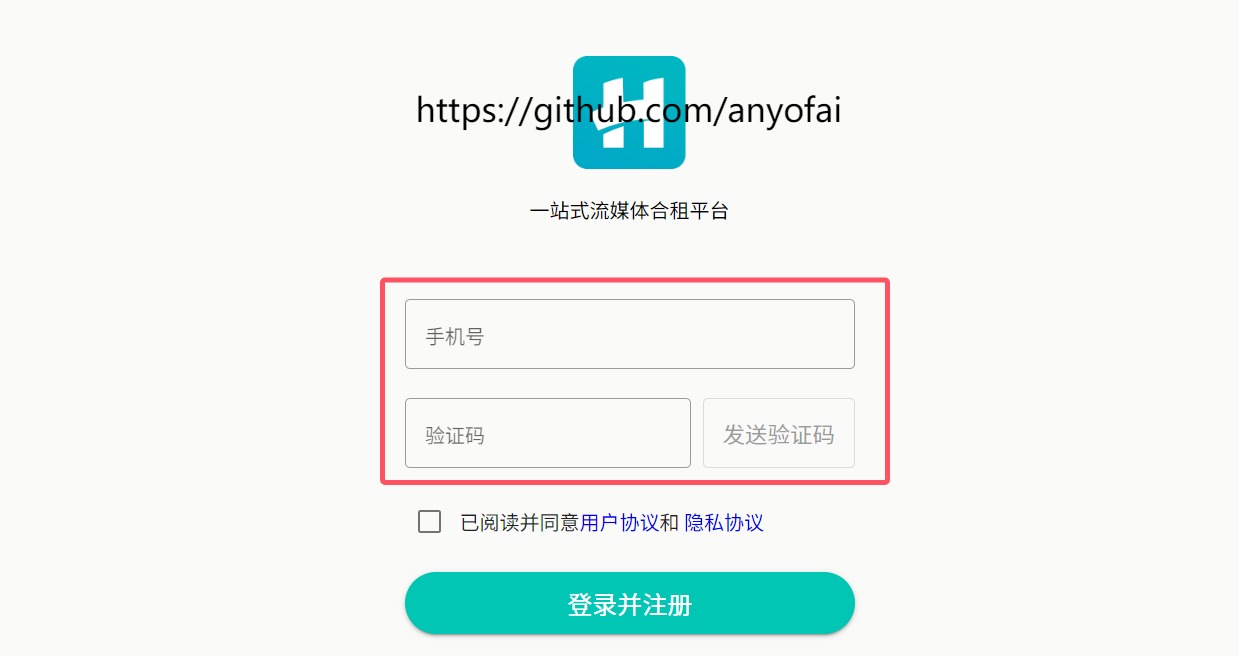 https://github.com/anyofai
一站式流媒体合租平台
手机号
验证码 发送验证码
已阅读并同意用户协议和 隐私协议
登录并注册